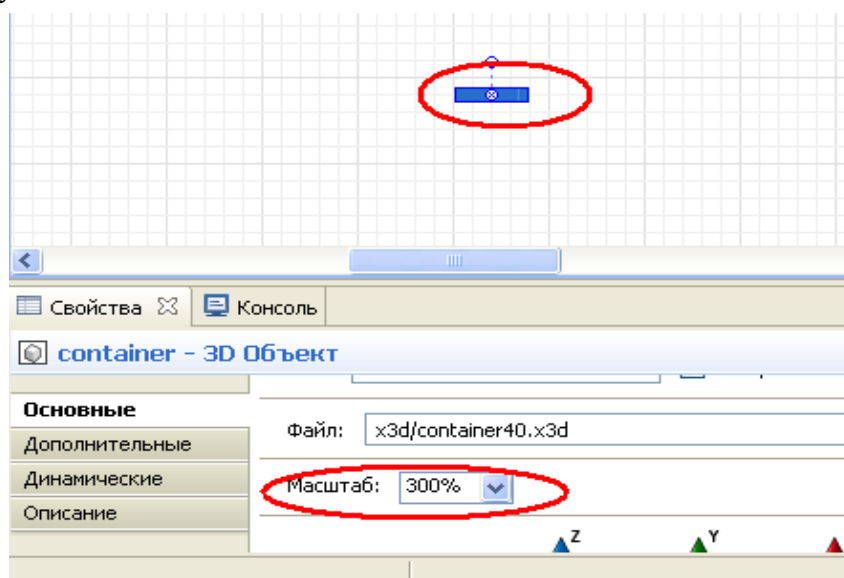 Свойства Консоль
container - 3D Объект
Основные
Файл: x3d/container40.x3d
Дополнительные
Динамические
Масштаб: 300%
Описание
Z Y